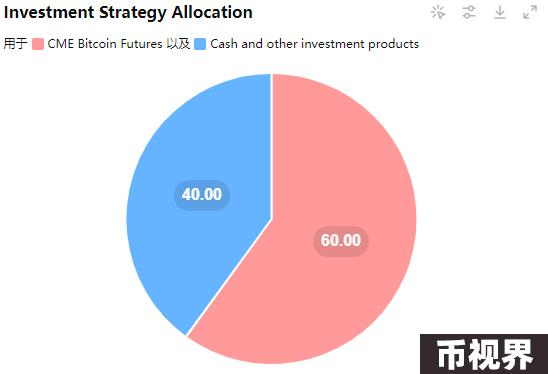 Investment Strategy Allocation
用于 CME Bitcoin Futures 以及 Cash and other investment products
40.00
60.00
币视界